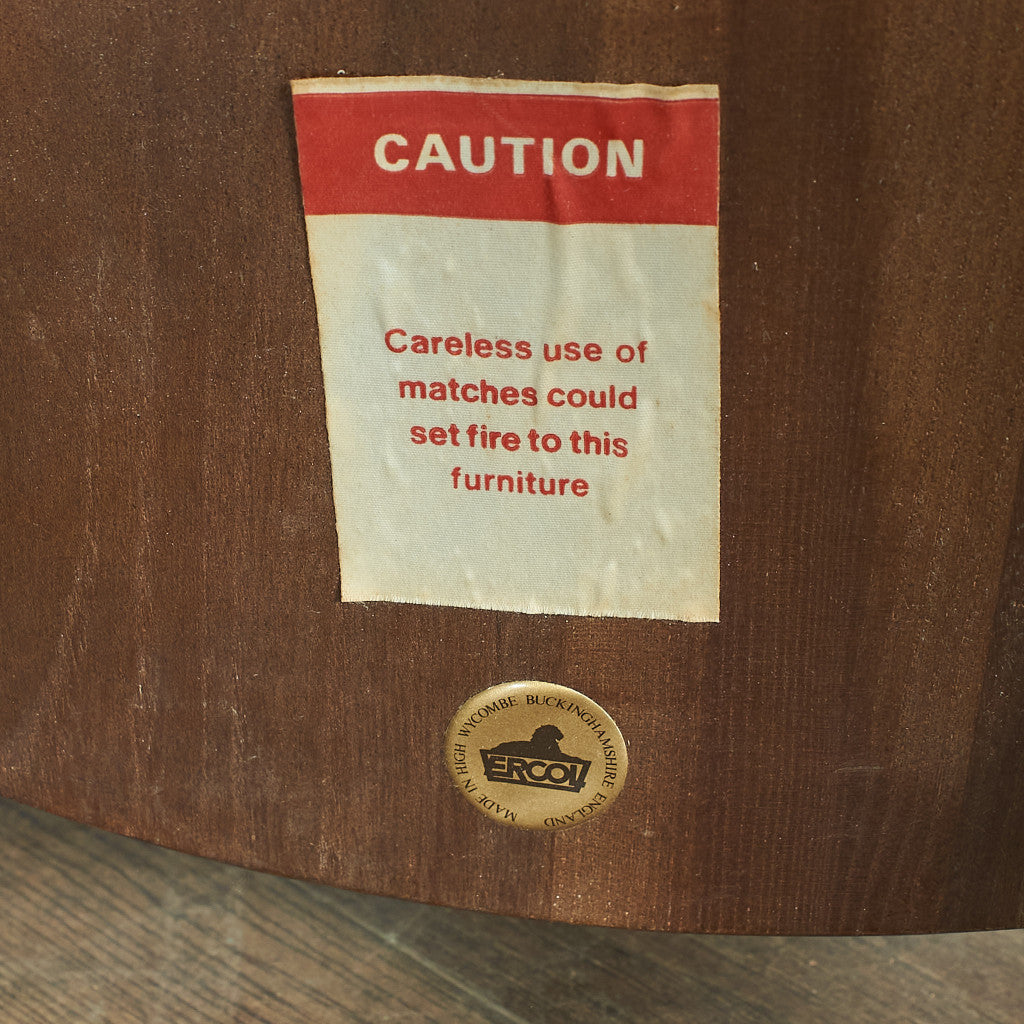 CAUTION
Careless use of
matches could
set fire to this
furniture
MADE IN HIGH WYCOMBE BUCKINGHAMSHIRE ENGLAND
ERCOL